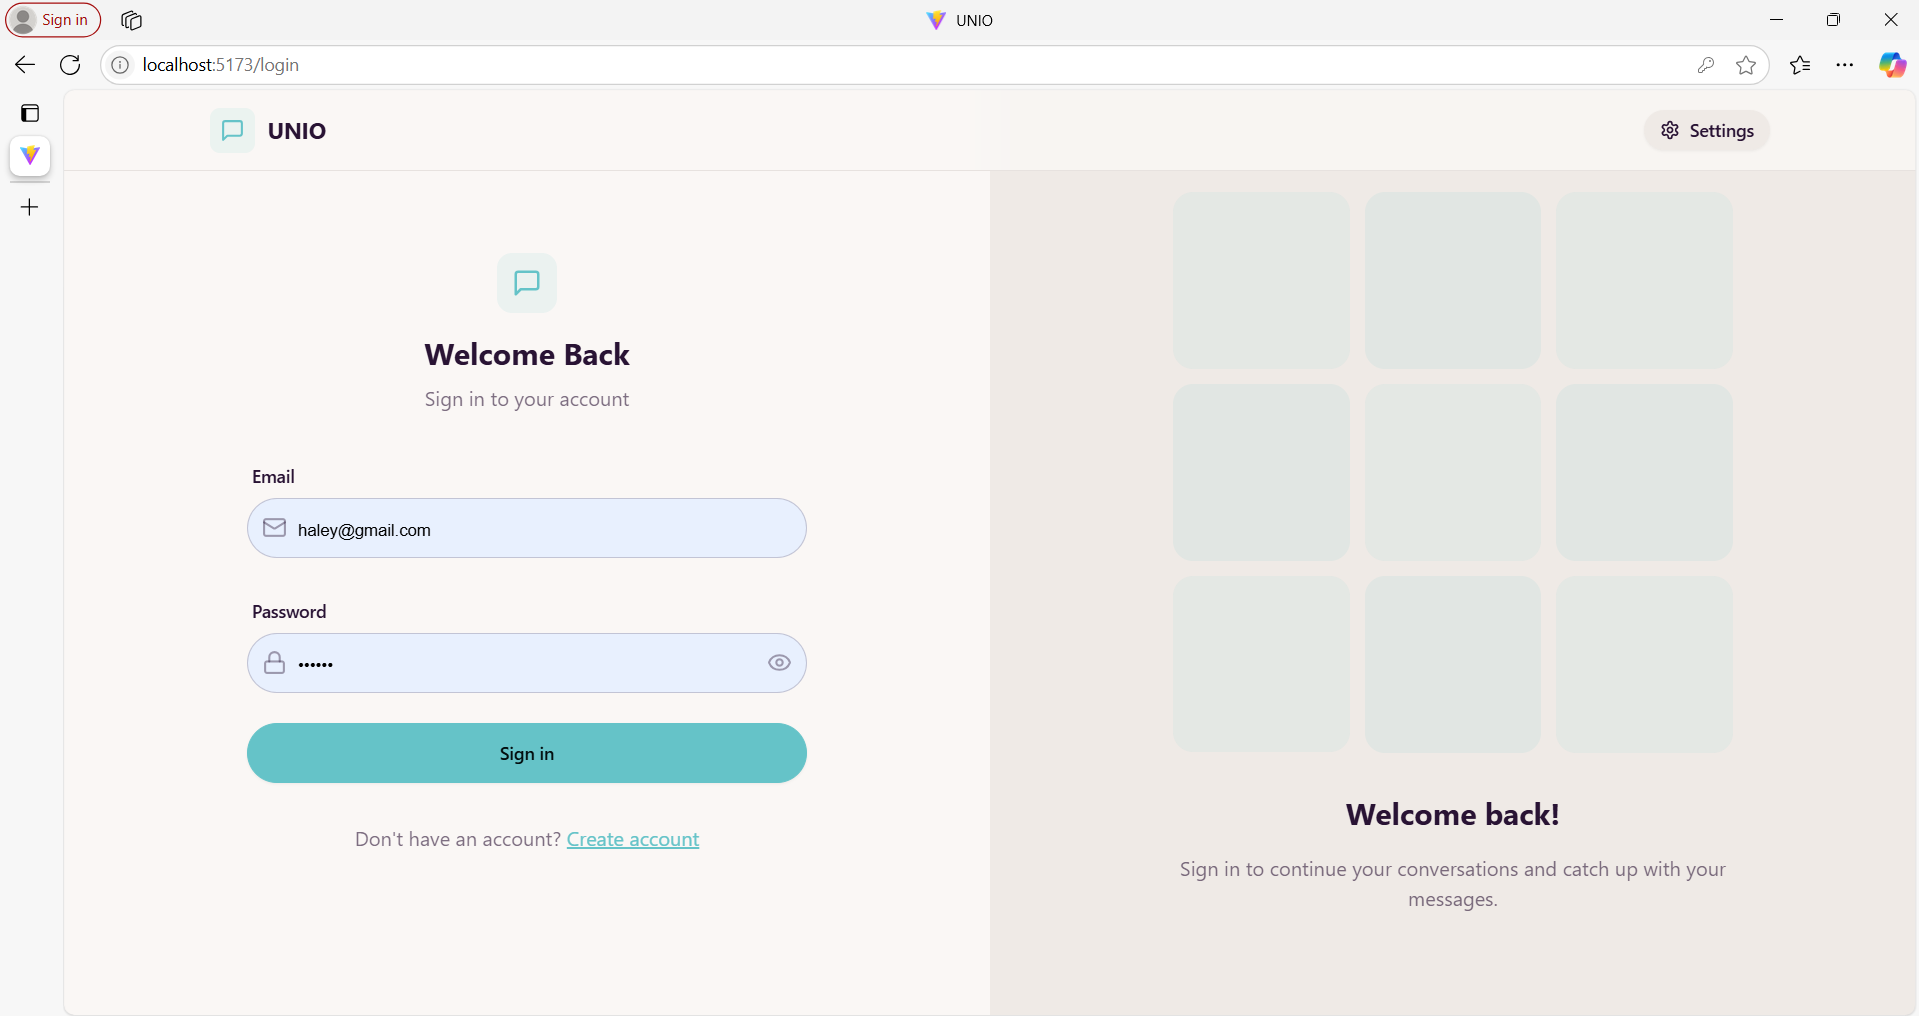 Sign in
UNIO
localhost:5173/login
UNIO
Settings
Welcome Back
Sign in to your account
Email
haley@gmail.com
Password
••••••
Sign in
Don't have an account? Create account
Welcome back!
Sign in to continue your conversations and catch up with your
messages.